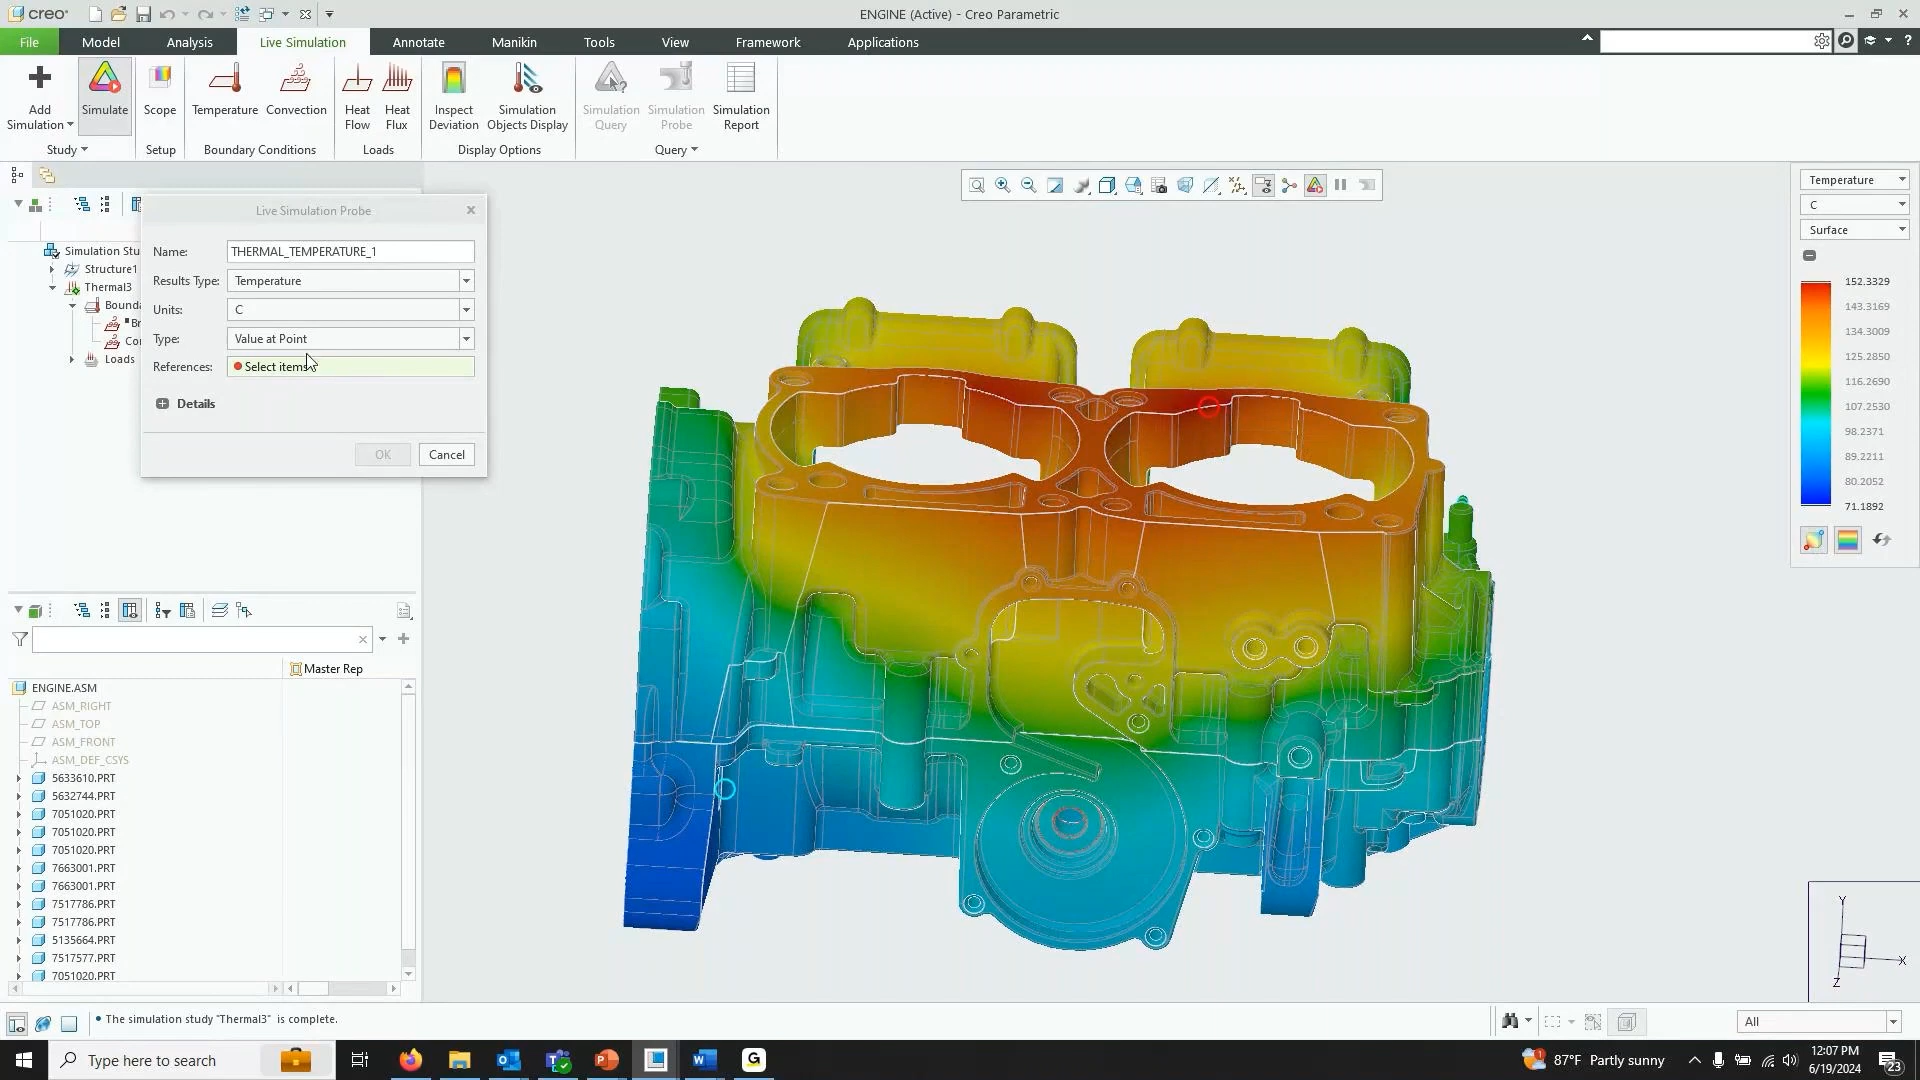 creo
ENGINE (Active) - Creo Parametric
File Model Analysis Live Simulation Annotate Manikin Tools View Framework Applications
Add Simulation
Simulate
Scope
Temperature
Convection
Heat Flow
Heat Flux
Inspect Deviation
Simulation Objects Display
Simulation Query
Simulation Probe
Simulation Report
Study Setup Boundary Conditions Loads Display Options Query
Simulation Stu
Structure1
Thermal3
Bounda
Br
Co
Loads
Live Simulation Probe
Name: THERMAL_TEMPERATURE_1
Results Type: Temperature
Units: C
Type: Value at Point
References: Select items
Details
OK Cancel
Temperature
C
Surface
152.3329
143.3169
134.3009
125.2850
116.2690
107.2530
98.2371
89.2211
80.2052
71.1892
Master Rep
ENGINE.ASM
ASM_RIGHT
ASM_TOP
ASM_FRONT
ASM_DEF_CSYS
5633610.PRT
5632744.PRT
7051020.PRT
7051020.PRT
7051020.PRT
7663001.PRT
7663001.PRT
7517786.PRT
7517786.PRT
5135664.PRT
7517577.PRT
7051020.PRT
Y
X
Z
• The simulation study "Thermal3" is complete.
All
Type here to search
87°F Partly sunny
12:07 PM
6/19/2024
23